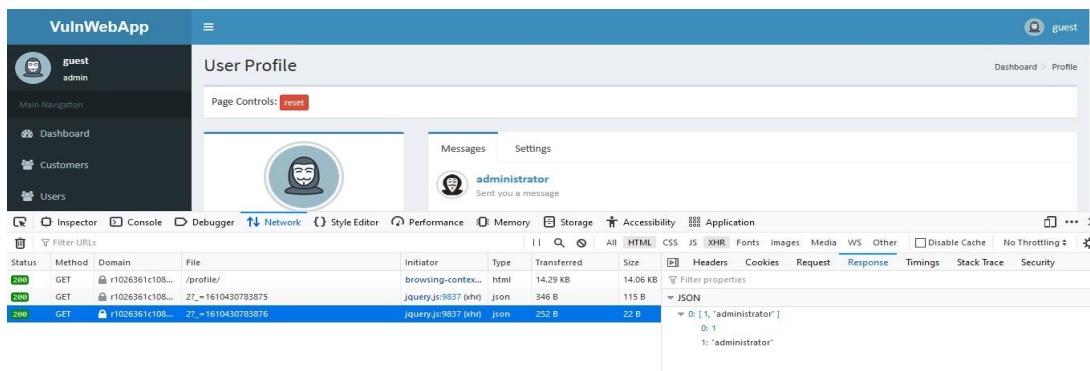 VulnWebApp
guest
guest
admin
User Profile
Dashboard > Profile
Main Navigation
Page Controls: reset
Dashboard
Customers
Users
Messages Settings
administrator
Sent you a message
Inspector Console Debugger Network {} Style Editor Performance Memory Storage Accessibility Application
Filter URLs
All HTML CSS JS XHR Fonts Images Media WS Other Disable Cache No Throttling
Status Method Domain File Initiator Type Transferred Size Headers Cookies Request Response Timings Stack Trace Security
200 GET r1026361c108... /profile/ browsing-contex... html 14.29 KB 14.06 KB
200 GET r1026361c108... 2?_=1610430783875 jquery.js:9837 (xhr) json 346 B 115 B
200 GET r1026361c108... 2?_=1610430783876 jquery.js:9837 (xhr) json 252 B 22 B
Filter properties
JSON
0: [ 1, "administrator" ]
0: 1
1: "administrator"